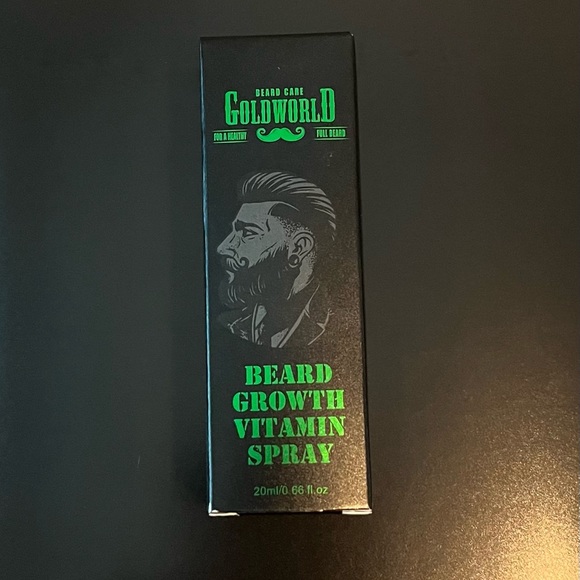 BEARD CARE
GOLDWORLD
FOR A HEALTHY FULL BEARD
BEARD
GROWTH
VITAMIN
SPRAY
20ml/0.66 fl.oz